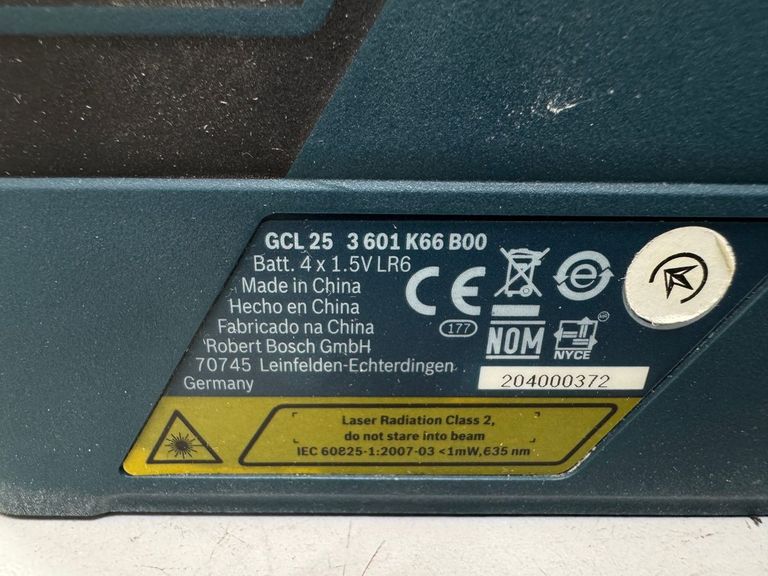 GCL 25 3 601 K66 B00
Batt. 4 x 1.5V LR6
Made in China
Hecho en China
Fabricado na China
Robert Bosch GmbH
70745 Leinfelden-Echterdingen
Germany
CE
e
177
NOM
NYCE
204000372
Laser Radiation Class 2,
do not stare into beam
IEC 60825-1:2007-03 <1mW, 635 nm